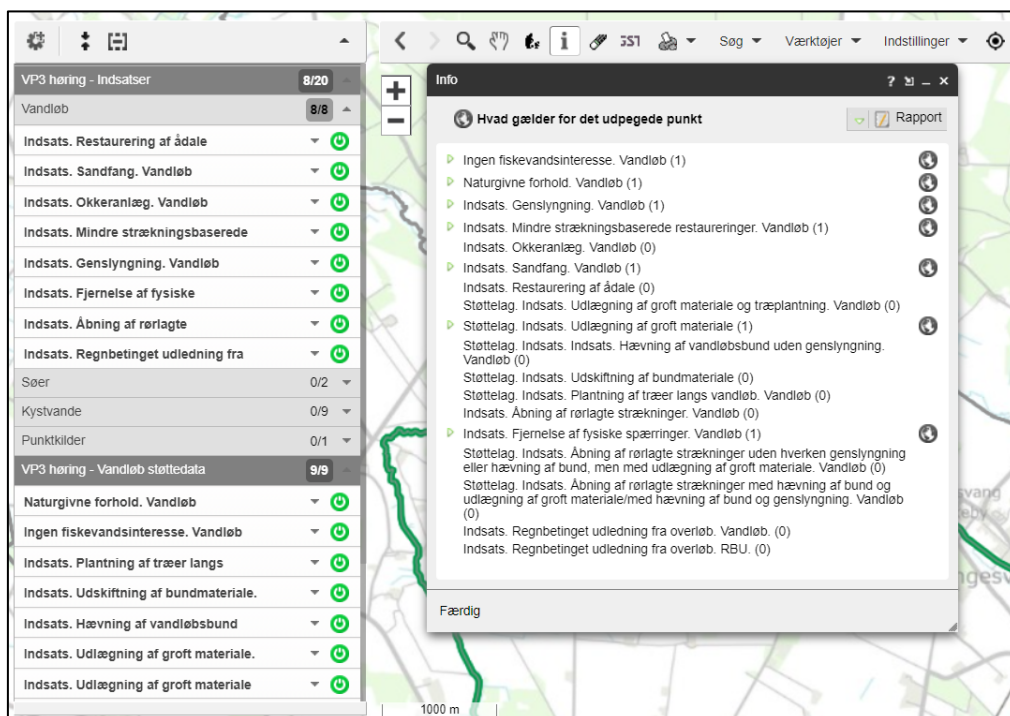 Søg
Værktøjer
Indstillinger
VP3 høring - Indsatser 8/20
Vandløb 8/8
Indsats. Restaurering af ådale
Indsats. Sandfang. Vandløb
Indsats. Okkeranlæg. Vandløb
Indsats. Mindre strækningsbaserede
Indsats. Genslyngning. Vandløb
Indsats. Fjernelse af fysiske
Indsats. Åbning af rørlagte
Indsats. Regnbetinget udledning fra
Søer 0/2
Kystvande 0/9
Punktkilder 0/1
VP3 høring - Vandløb støttedata 9/9
Naturgivne forhold. Vandløb
Ingen fiskevandsinteresse. Vandløb
Indsats. Plantning af træer langs
Indsats. Udskiftning af bundmateriale.
Indsats. Hævning af vandløbsbund
Indsats. Udlægning af groft materiale.
Indsats. Udlægning af groft materiale
+
−
Info
Hvad gælder for det udpegede punkt
Rapport
Ingen fiskevandsinteresse. Vandløb (1)
Naturgivne forhold. Vandløb (1)
Indsats. Genslyngning. Vandløb (1)
Indsats. Mindre strækningsbaserede restaureringer. Vandløb (1)
Indsats. Okkeranlæg. Vandløb (0)
Indsats. Sandfang. Vandløb (1)
Indsats. Restaurering af ådale (0)
Støttelag. Indsats. Udlægning af groft materiale og træplantning. Vandløb (0)
Støttelag. Indsats. Udlægning af groft materiale (1)
Støttelag. Indsats. Indsats. Hævning af vandløbsbund uden genslyngning.
Vandløb (0)
Støttelag. Indsats. Udskiftning af bundmateriale (0)
Støttelag. Indsats. Plantning af træer langs vandløb. Vandløb (0)
Indsats. Åbning af rørlagte strækninger. Vandløb (0)
Indsats. Fjernelse af fysiske spærringer. Vandløb (1)
Støttelag. Indsats. Åbning af rørlagte strækninger uden hverken genslyngning
eller hævning af bund, men med udlægning af groft materiale. Vandløb (0)
Støttelag. Indsats. Åbning af rørlagte strækninger med hævning af bund og
udlægning af groft materiale/med hævning af bund og genslyngning. Vandløb
(0)
Indsats. Regnbetinget udledning fra overløb. Vandløb. (0)
Indsats. Regnbetinget udledning fra overløb. RBU. (0)
Færdig
1000 m